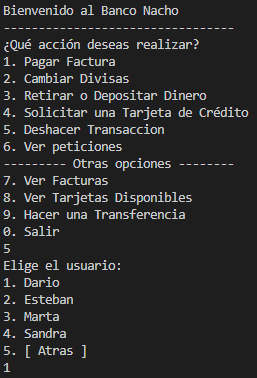 Bienvenido al Banco Nacho
---------------------------------
¿Qué acción deseas realizar?
1. Pagar Factura
2. Cambiar Divisas
3. Retirar o Depositar Dinero
4. Solicitar una Tarjeta de Crédito
5. Deshacer Transaccion
6. Ver peticiones
--------- Otras opciones --------
7. Ver Facturas
8. Ver Tarjetas Disponibles
9. Hacer una Transferencia
0. Salir
5
Elige el usuario:
1. Dario
2. Esteban
3. Marta
4. Sandra
5. [ Atras ]
1